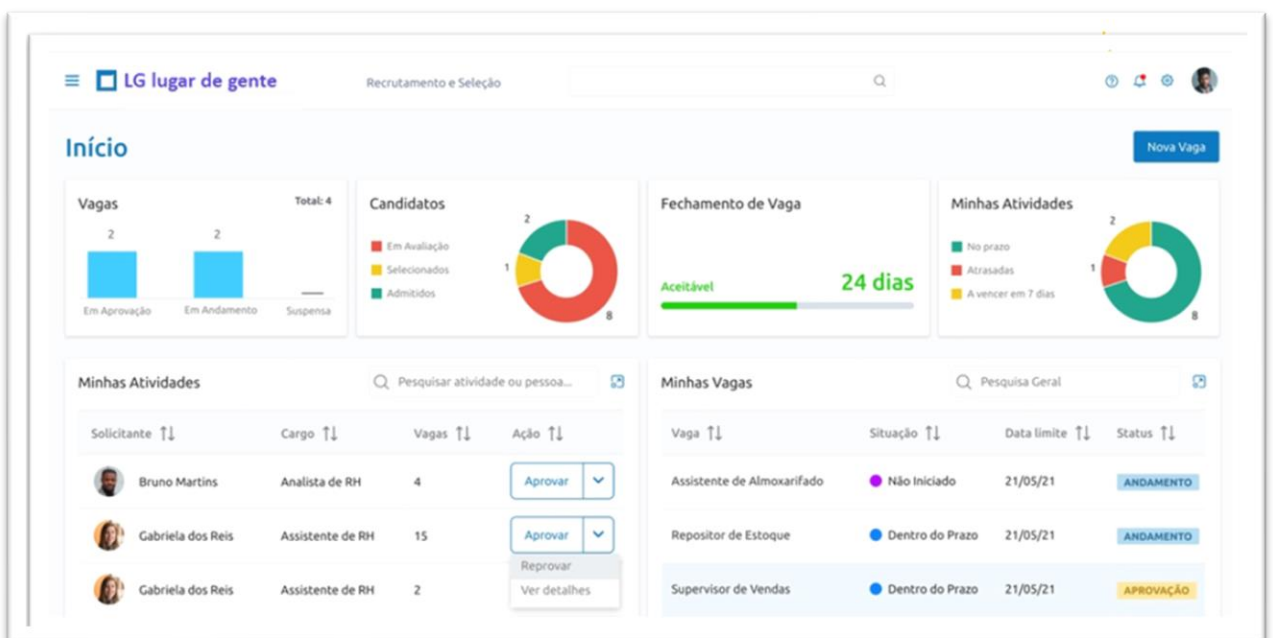 LG lugar de gente
Recrutamento e Seleção
Início
Nova Vaga
Vagas
Total: 4
2
2
Em Aprovação
Em Andamento
Suspensa
Candidatos
Em Avaliação
Selecionados
Admitidos
2
1
8
Fechamento de Vaga
Aceitável
24 dias
Minhas Atividades
No prazo
Atrasadas
A vencer em 7 dias
2
1
8
Minhas Atividades
Pesquisar atividade ou pessoa...
Solicitante Cargo Vagas Ação
Bruno Martins Analista de RH 4 Aprovar
Gabriela dos Reis Assistente de RH 15 Aprovar
Reprovar
Gabriela dos Reis Assistente de RH 2 Ver detalhes
Minhas Vagas
Pesquisa Geral
Vaga Situação Data limite Status
Assistente de Almoxarifado Não Iniciado 21/05/21 ANDAMENTO
Repositor de Estoque Dentro do Prazo 21/05/21 ANDAMENTO
Supervisor de Vendas Dentro do Prazo 21/05/21 APROVAÇÃO